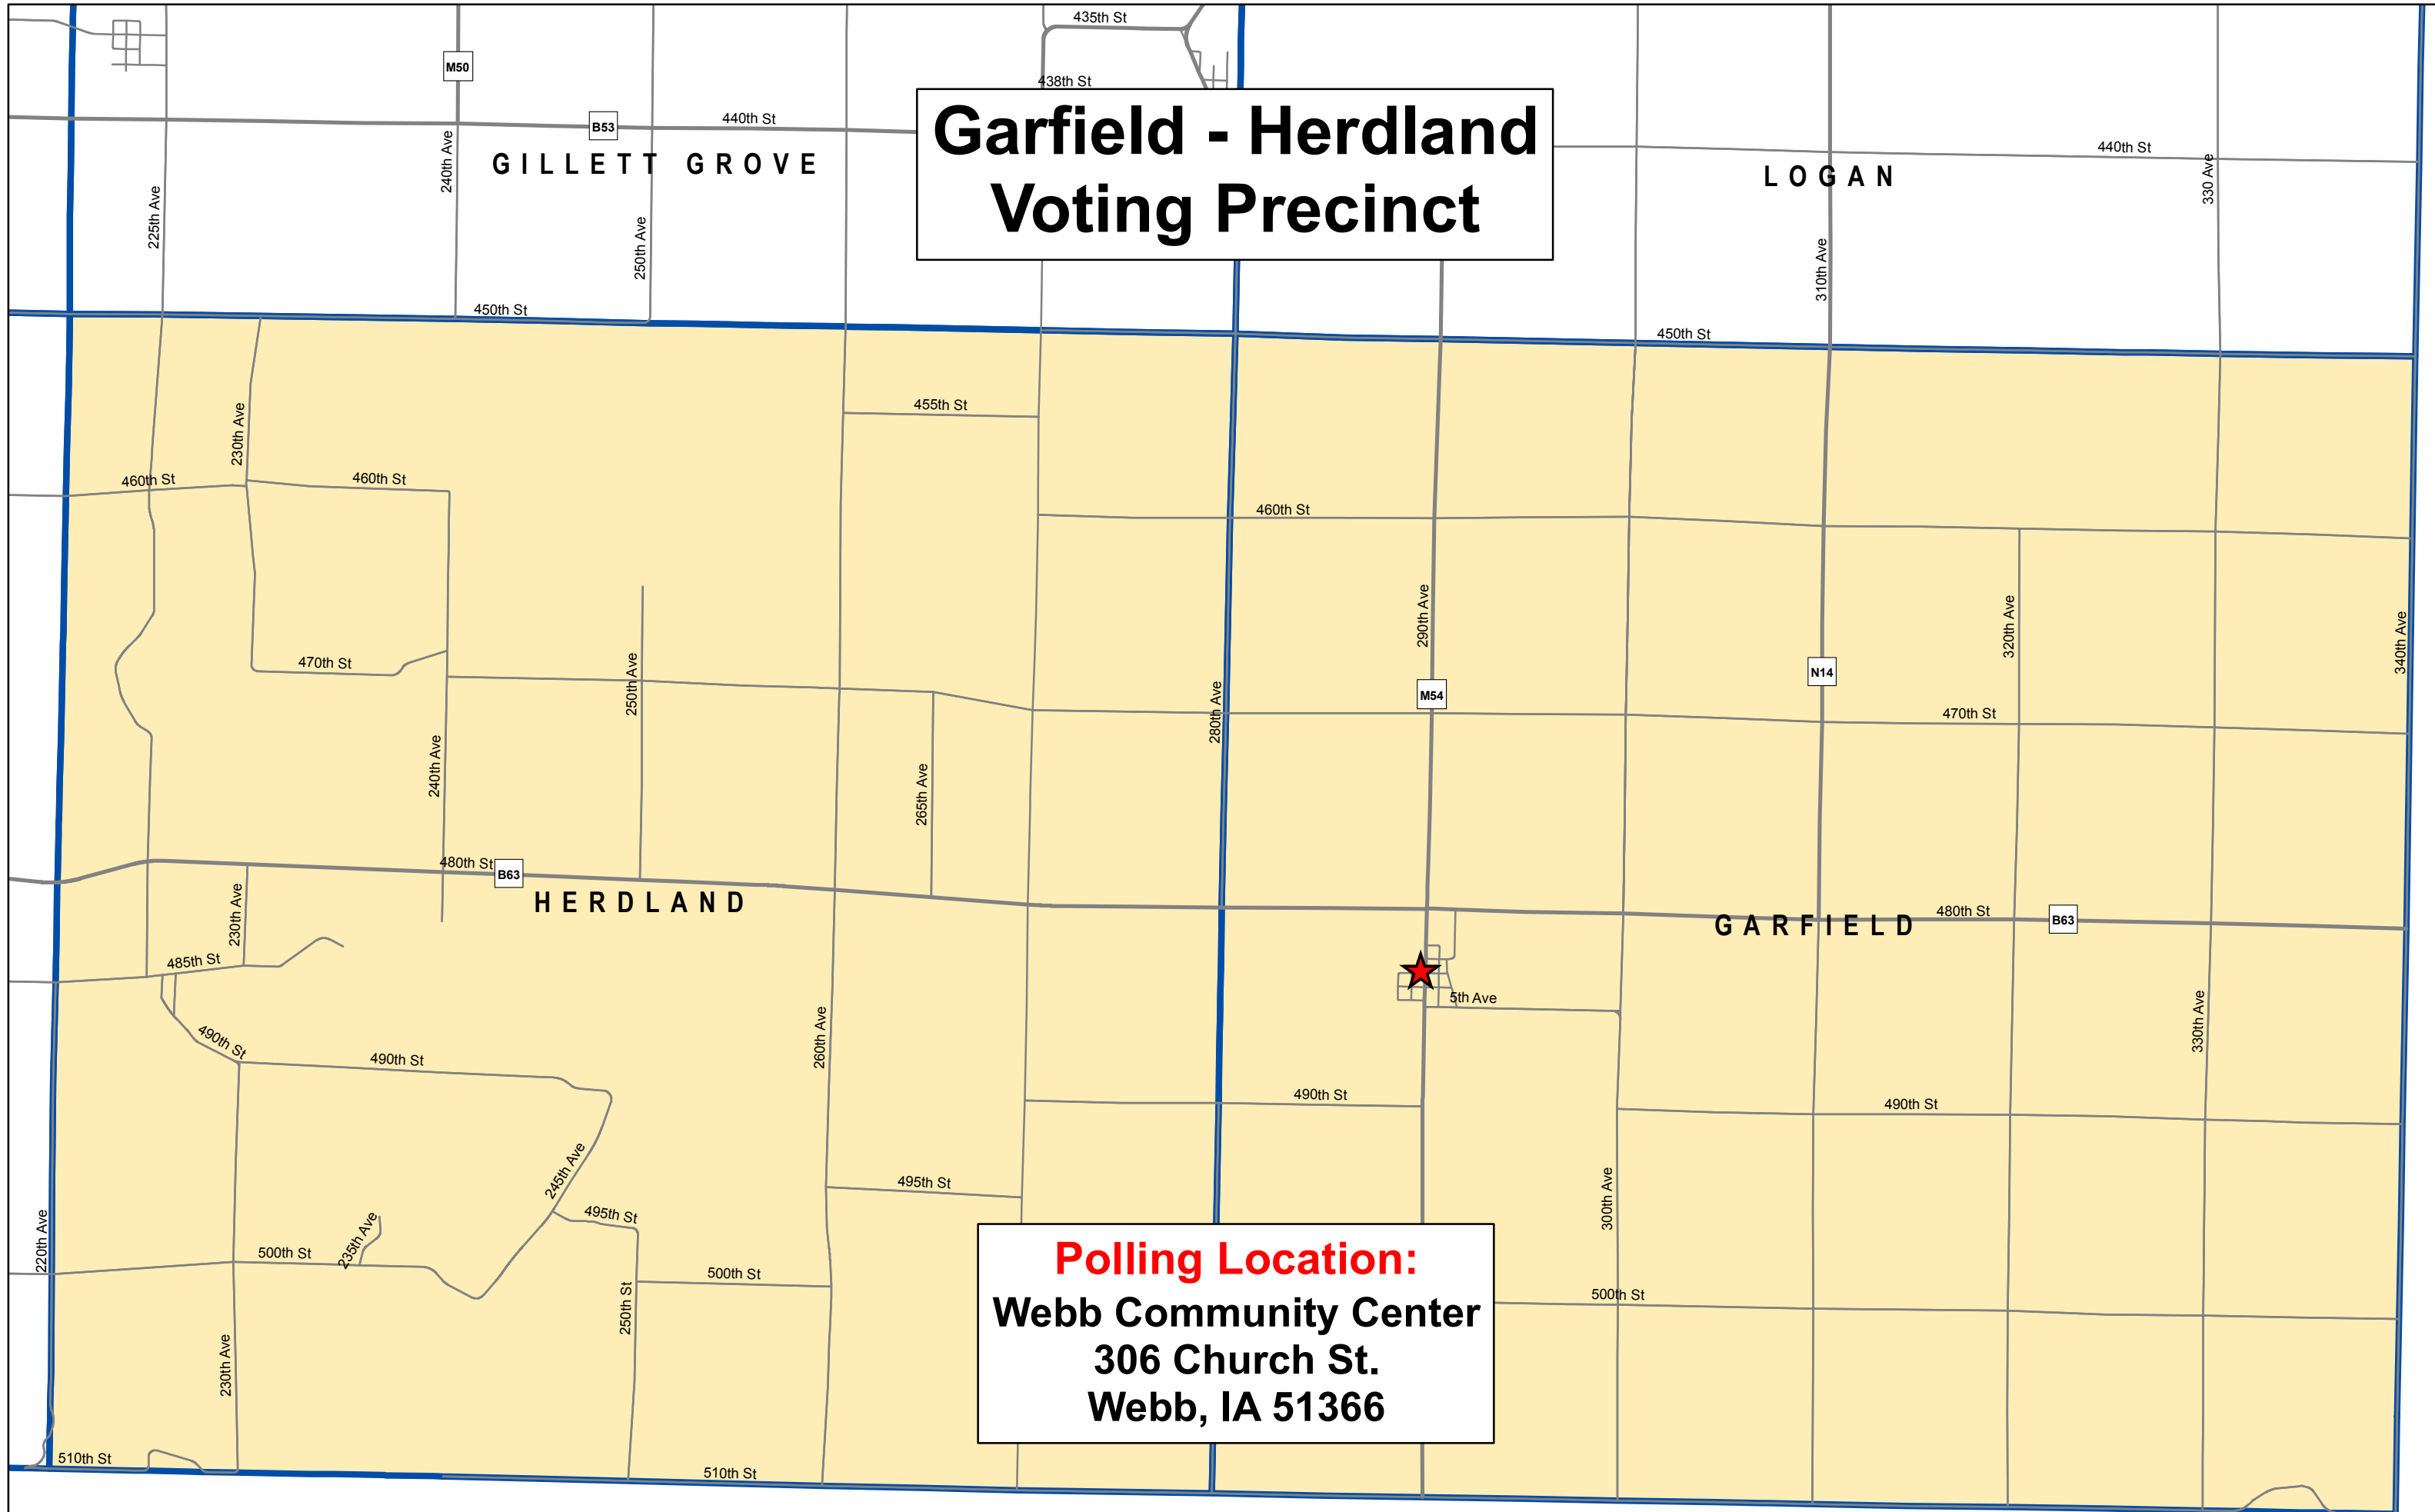 435th St
M50
438th St
Garfield - Herdland
Voting Precinct
B53
440th St
440th St
GILLETT GROVE
LOGAN
240th Ave
225th Ave
250th Ave
330 Ave
310th Ave
450th St
450th St
455th St
230th Ave
460th St
460th St
460th St
290th Ave
320th Ave
340th Ave
470th St
250th Ave
280th Ave
M54
N14
470th St
240th Ave
265th Ave
480th St
B63
HERDLAND
GARFIELD
480th St
B63
230th Ave
485th St
5th Ave
490th St
490th St
260th Ave
330th Ave
490th St
490th St
245th Ave
495th St
495th St
300th Ave
220th Ave
235th Ave
500th St
500th St
250th St
500th St
Polling Location:
Webb Community Center
306 Church St.
Webb, IA 51366
230th Ave
510th St
510th St